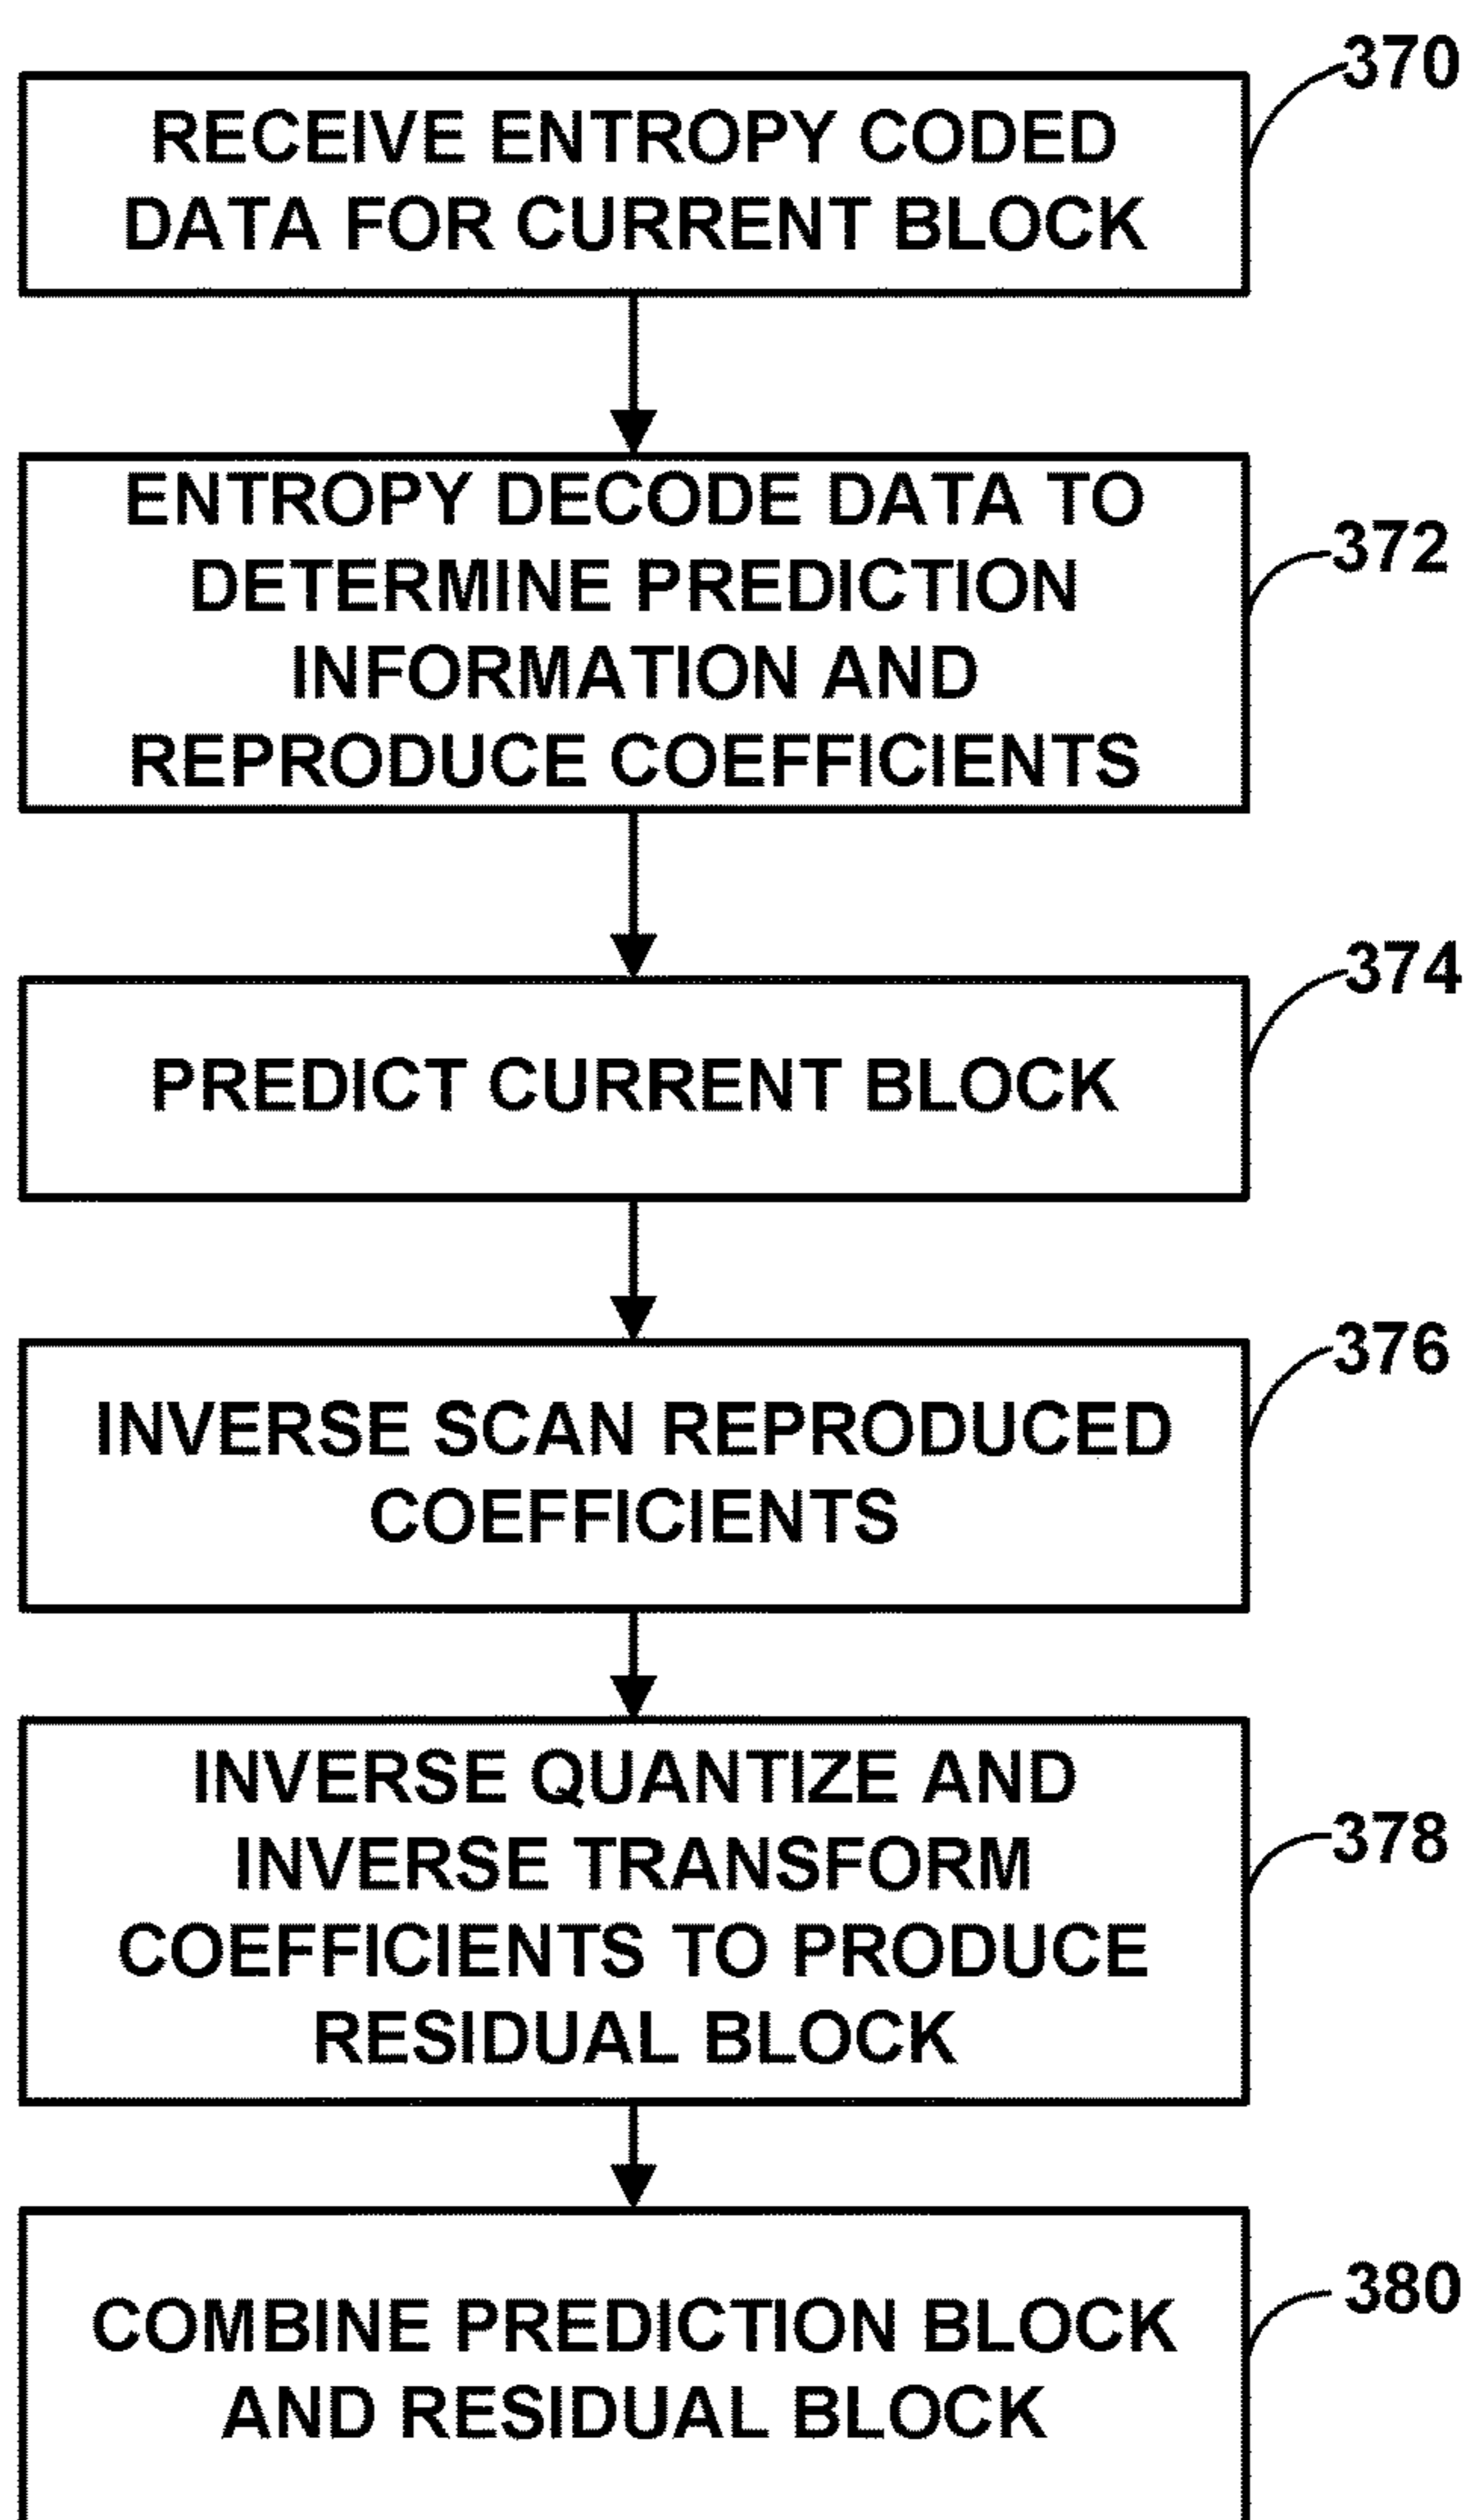 370
RECEIVE ENTROPY CODED
DATA FOR CURRENT BLOCK
ENTROPY DECODE DATA TO
DETERMINE PREDICTION
INFORMATION AND
REPRODUCE COEFFICIENTS
372
374
PREDICT CURRENT BLOCK
376
INVERSE SCAN REPRODUCED
COEFFICIENTS
INVERSE QUANTIZE AND
INVERSE TRANSFORM
COEFFICIENTS TO PRODUCE
RESIDUAL BLOCK
378
380
COMBINE PREDICTION BLOCK
AND RESIDUAL BLOCK